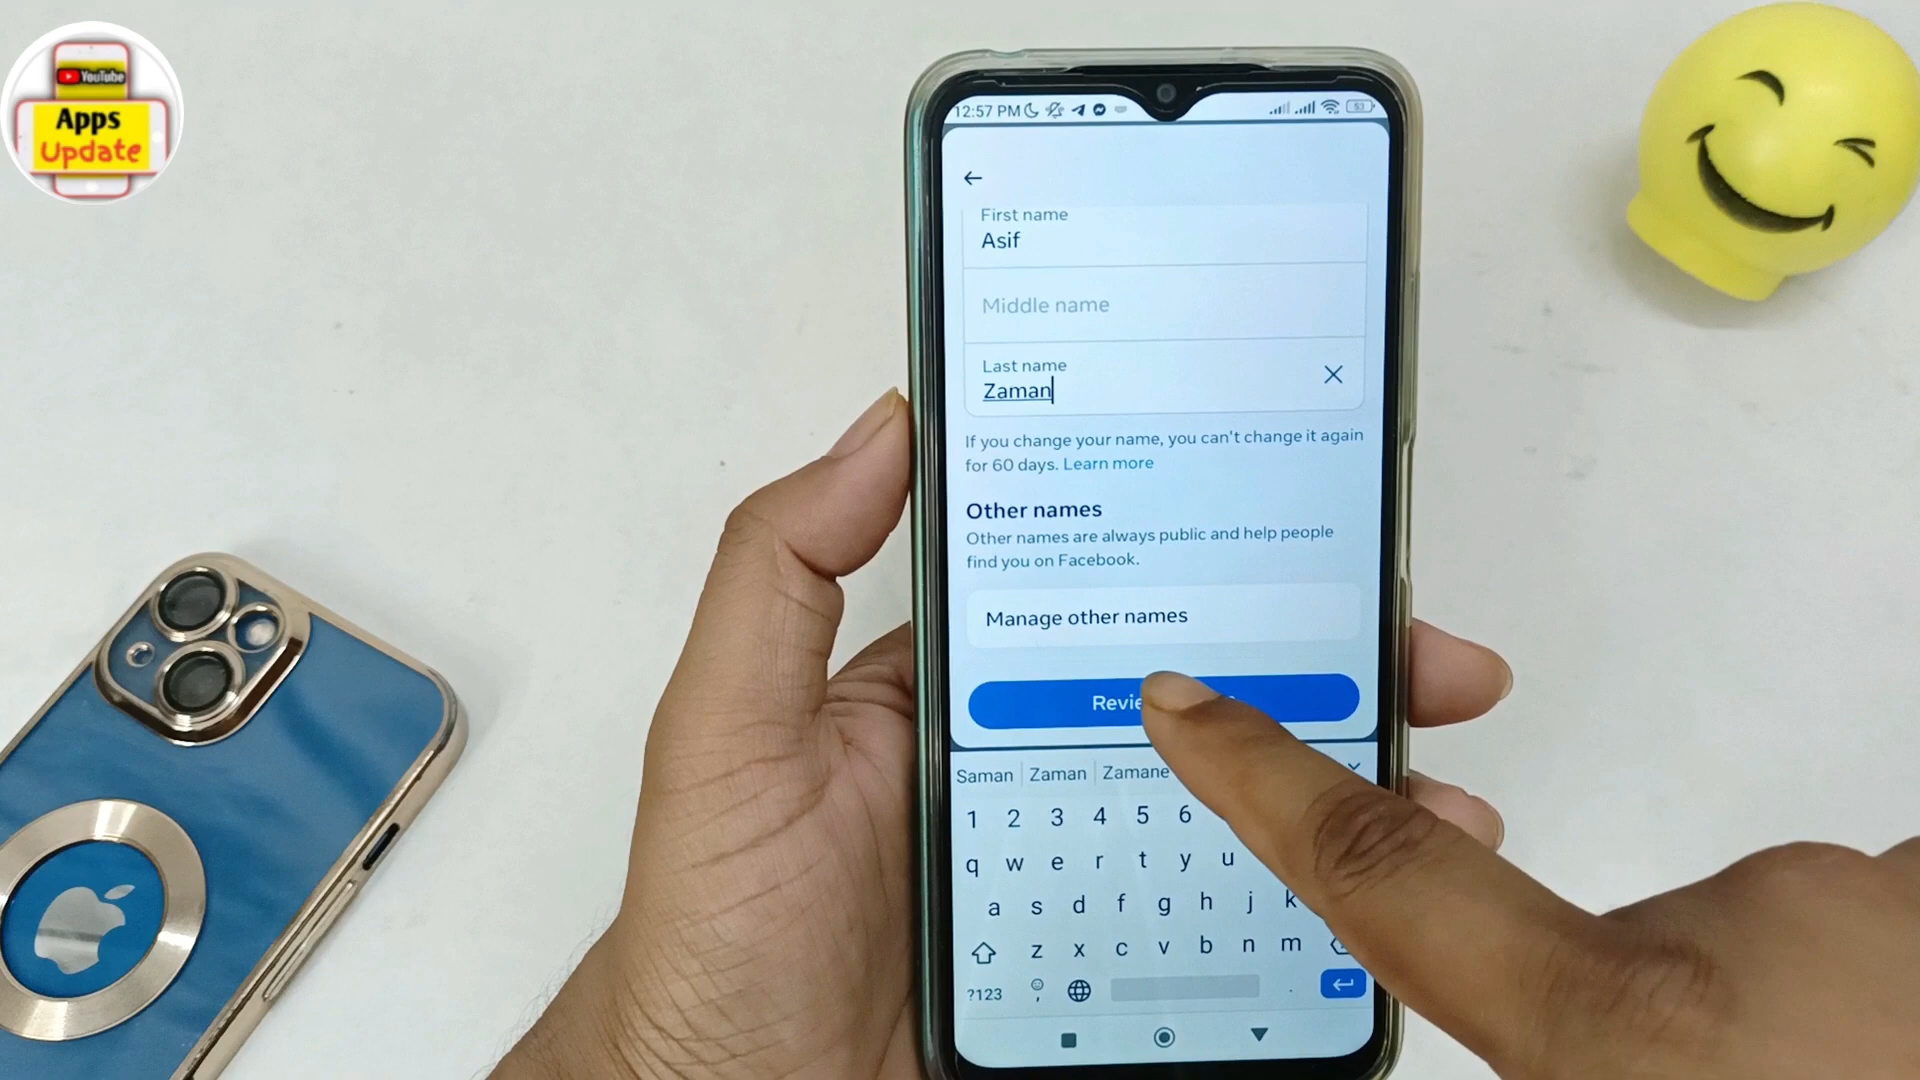 YouTube
Apps
Update
12:57 PM
53
First name
Asif
Middle name
Last name
Zaman
If you change your name, you can't change it again
for 60 days. Learn more
Other names
Other names are always public and help people
find you on Facebook.
Manage other names
Saman Zaman Zamane
1 2 3 4 5 6
q w e r t y u
a s d f g h j k
z x c v b n m
?123 , .